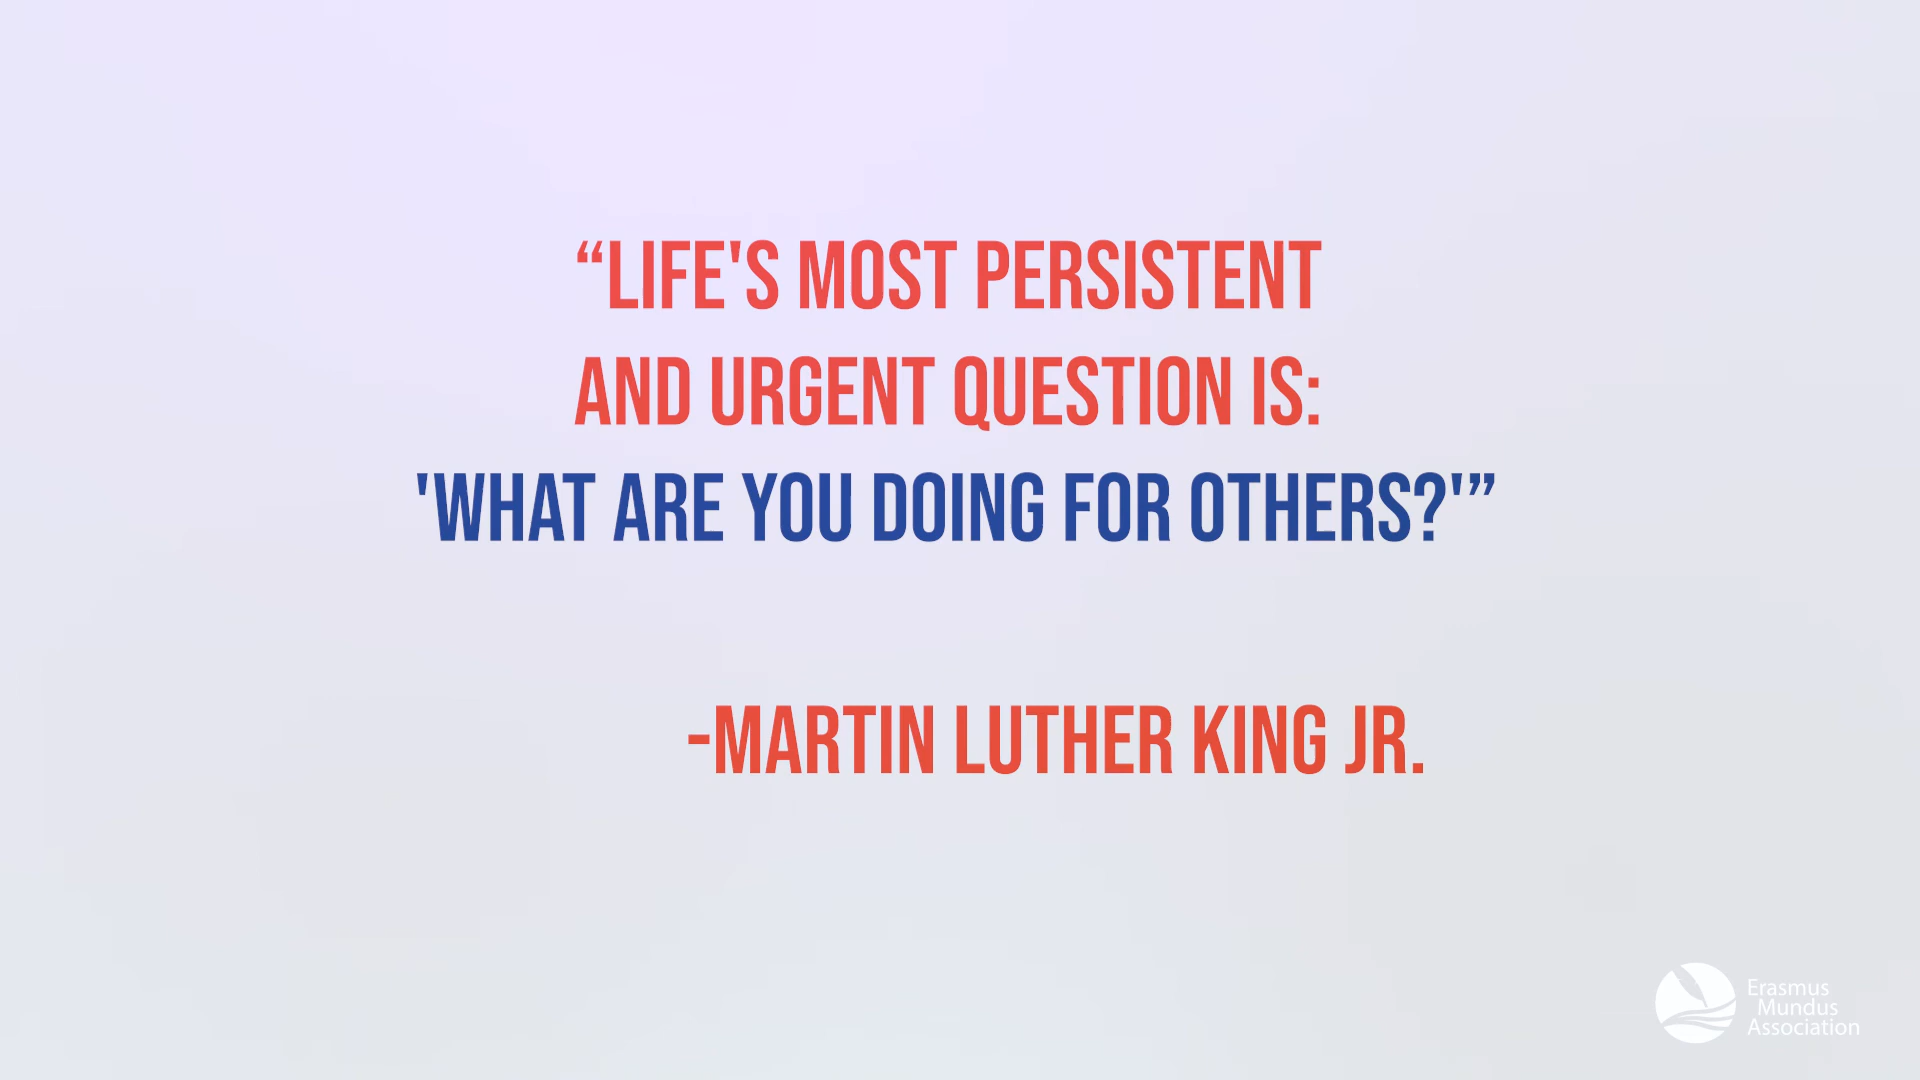 “LIFE'S MOST PERSISTENT
AND URGENT QUESTION IS:
'WHAT ARE YOU DOING FOR OTHERS?'”
-MARTIN LUTHER KING JR.
Erasmus
Mundus
Association